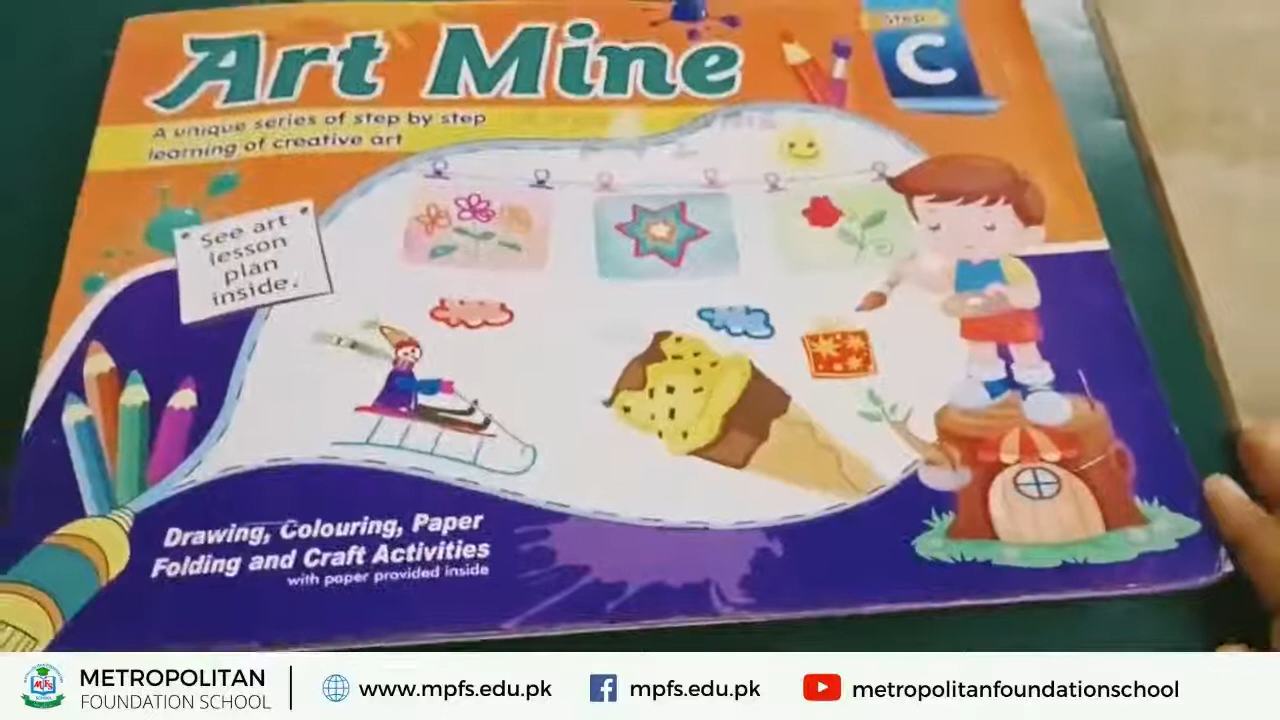 Art Mine
Step
C
A unique series of step by step
learning of creative art
See art
lesson
plan
inside.
Drawing, Colouring, Paper
Folding and Craft Activities
with paper provided inside
METROPOLITAN
FOUNDATION SCHOOL
www.mpfs.edu.pk
mpfs.edu.pk
metropolitanfoundationschool